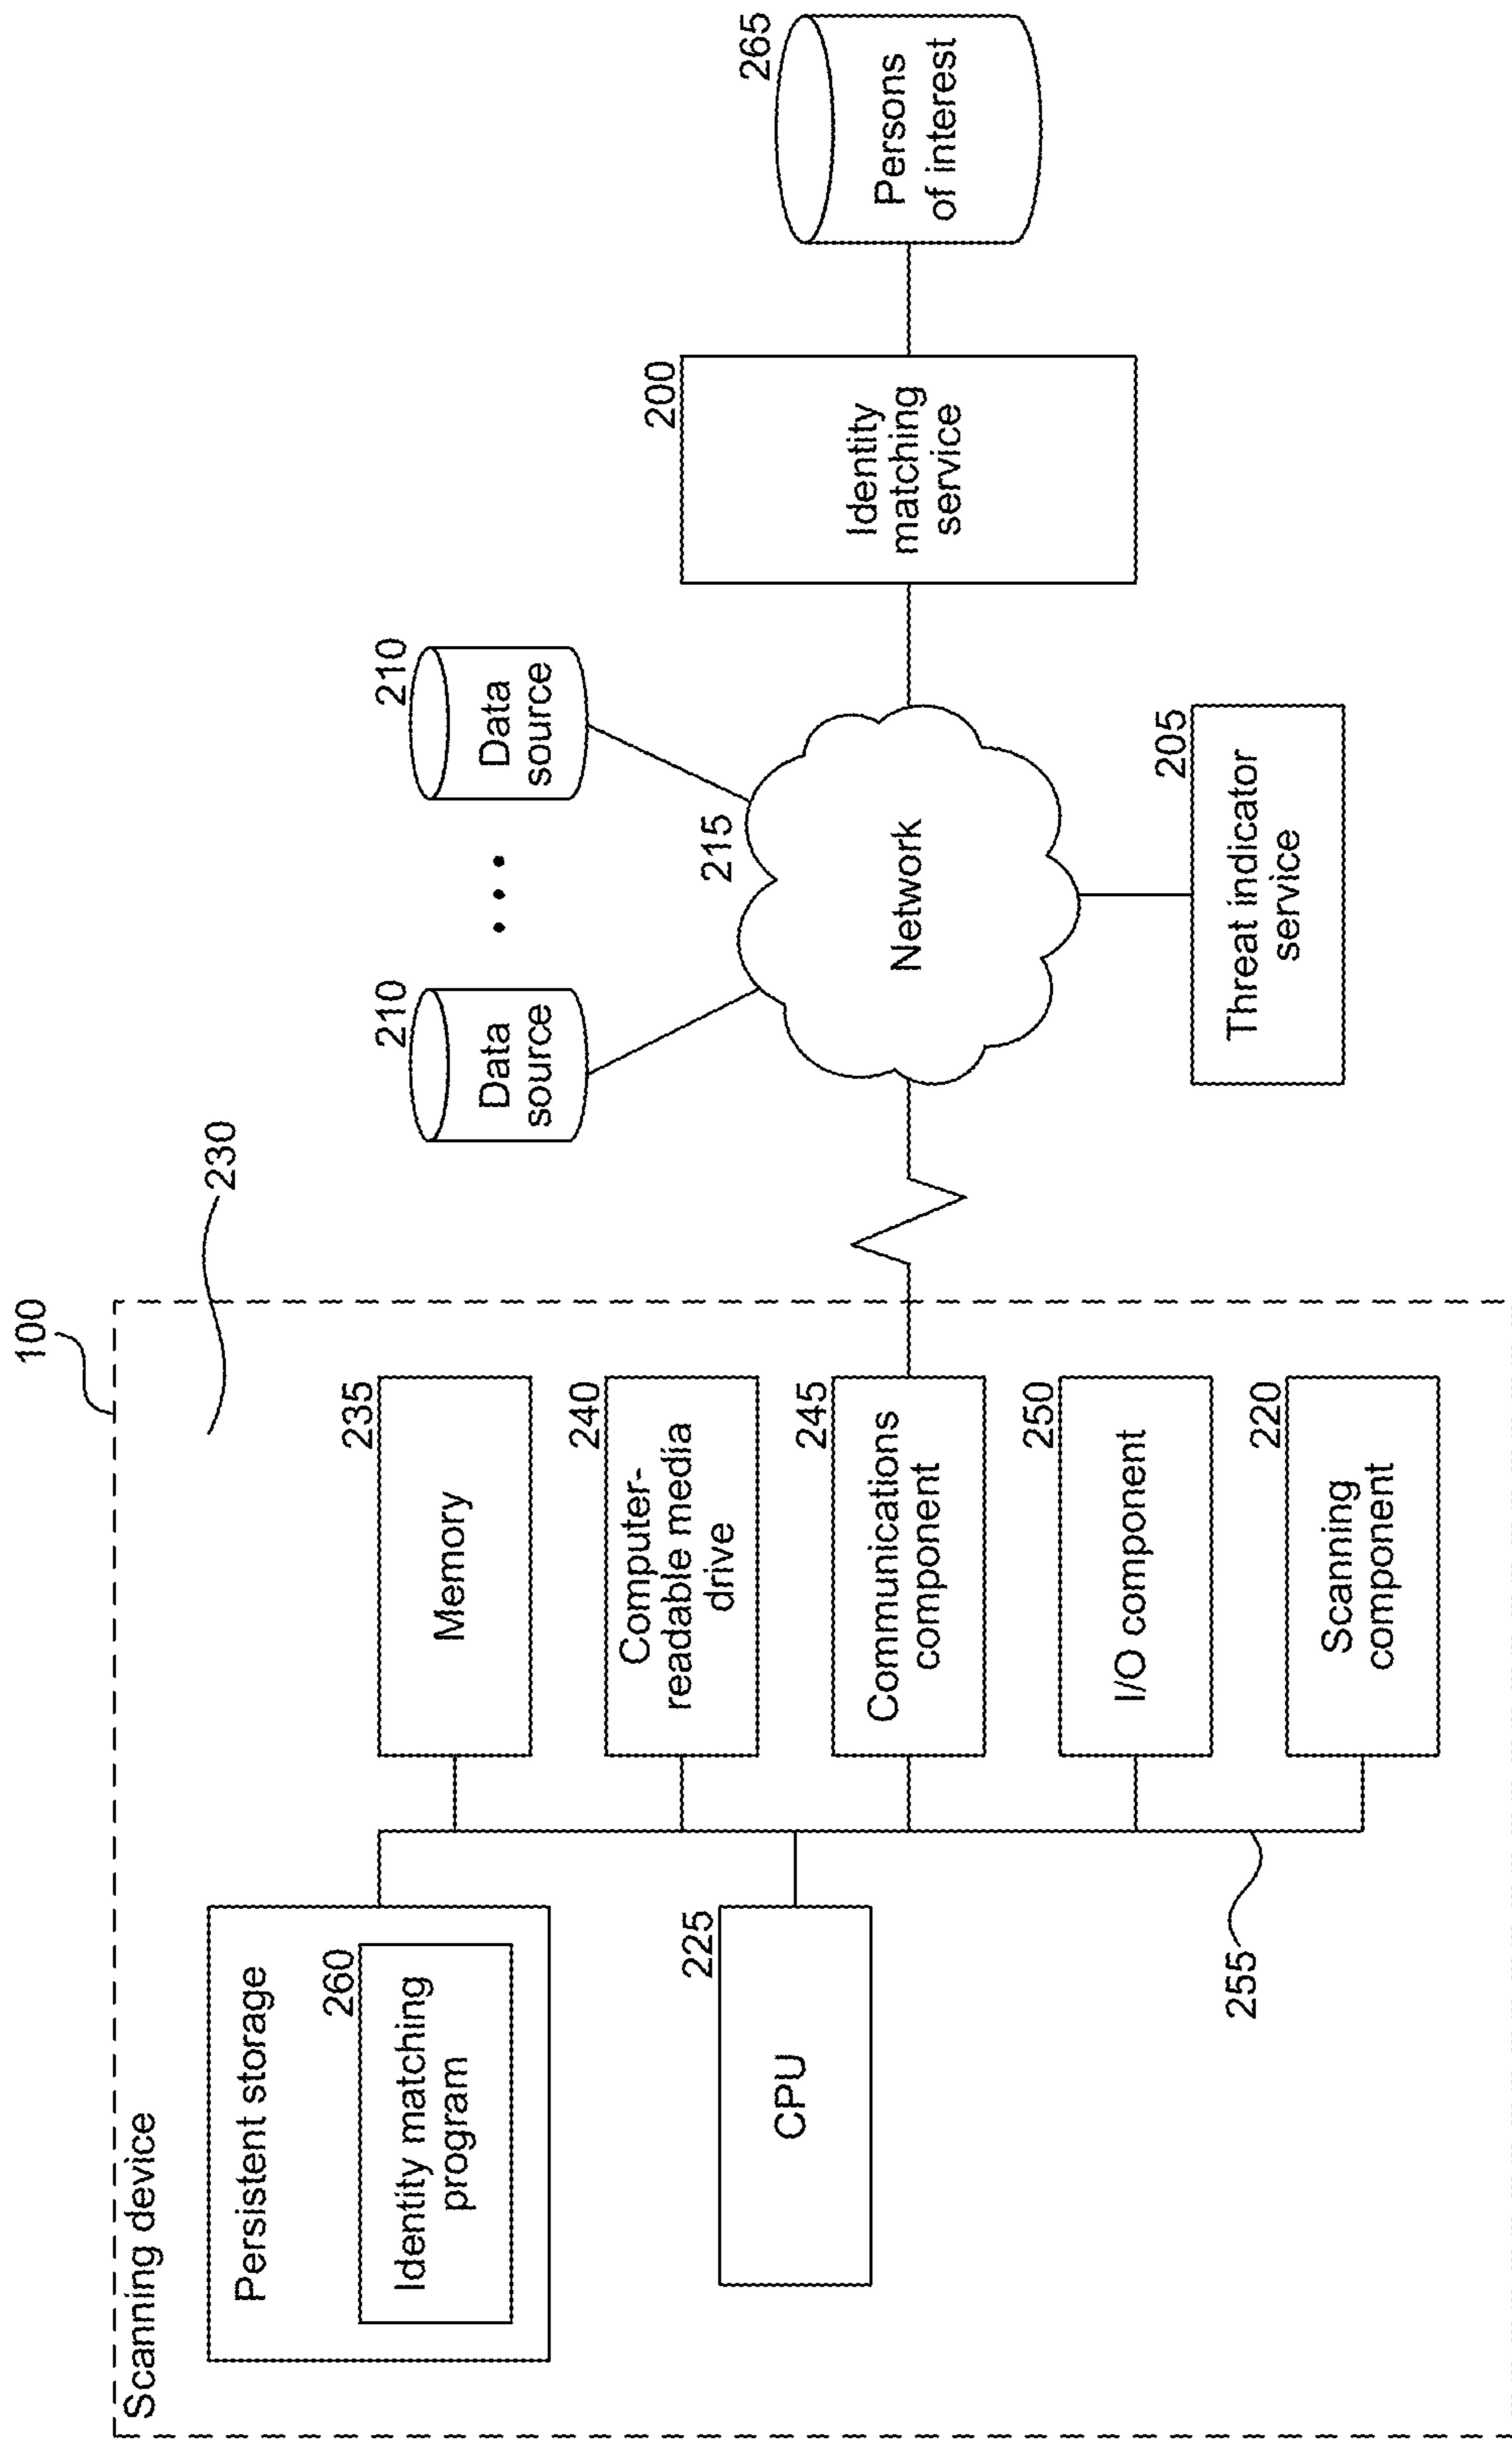 100
Scanning device
230
Persistent storage
260
Identity matching
program
235
Memory
210
Data
source
210
Data
source
240
Computer-
readable media
drive
225
CPU
245
Communications
component
215
Network
200
Identity
matching
service
265
Persons
of interest
250
I/O component
205
Threat indicator
service
255
220
Scanning
component